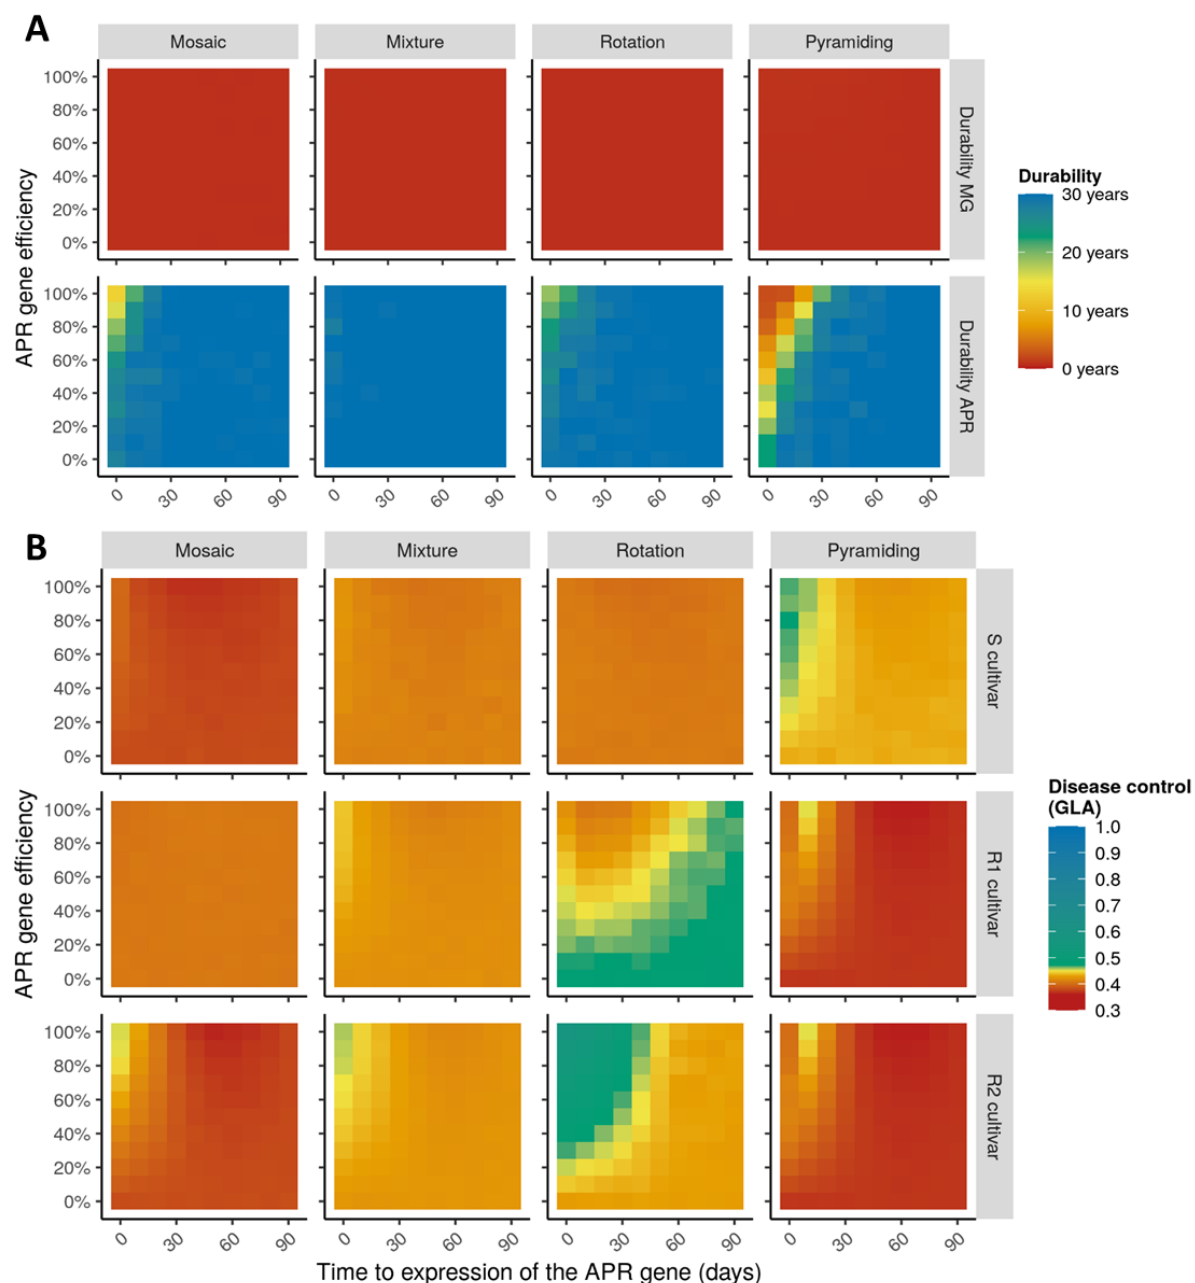 A
Mosaic
Mixture
Rotation
Pyramiding
APR gene efficiency
100%
80%
60%
40%
20%
0%
Durability MG
100%
80%
60%
40%
20%
0%
Durability APR
0 30 60 90
0 30 60 90
0 30 60 90
0 30 60 90
Durability
30 years
20 years
10 years
0 years
B
Mosaic
Mixture
Rotation
Pyramiding
APR gene efficiency
100%
80%
60%
40%
20%
0%
S cultivar
100%
80%
60%
40%
20%
0%
R1 cultivar
100%
80%
60%
40%
20%
0%
R2 cultivar
0 30 60 90
0 30 60 90
0 30 60 90
0 30 60 90
Time to expression of the APR gene (days)
Disease control
(GLA)
1.0
0.9
0.8
0.7
0.6
0.5
0.4
0.3